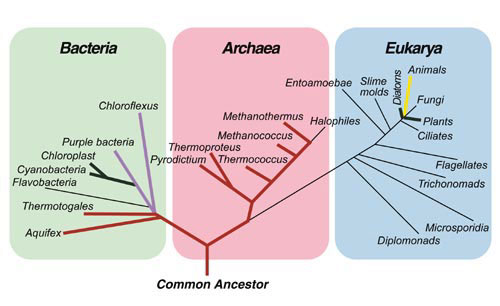 Bacteria
Archaea
Eukarya
Chloroflexus
Purple bacteria
Chloroplast
Cyanobacteria
Flavobacteria
Thermotogales
Aquifex
Methanothermus
Methanococcus
Halophiles
Thermoproteus
Pyrodictium
Thermococcus
Entoamoebae
Slime
molds
Diatoms
Animals
Fungi
Plants
Ciliates
Flagellates
Trichonomads
Microsporidia
Diplomonads
Common Ancestor